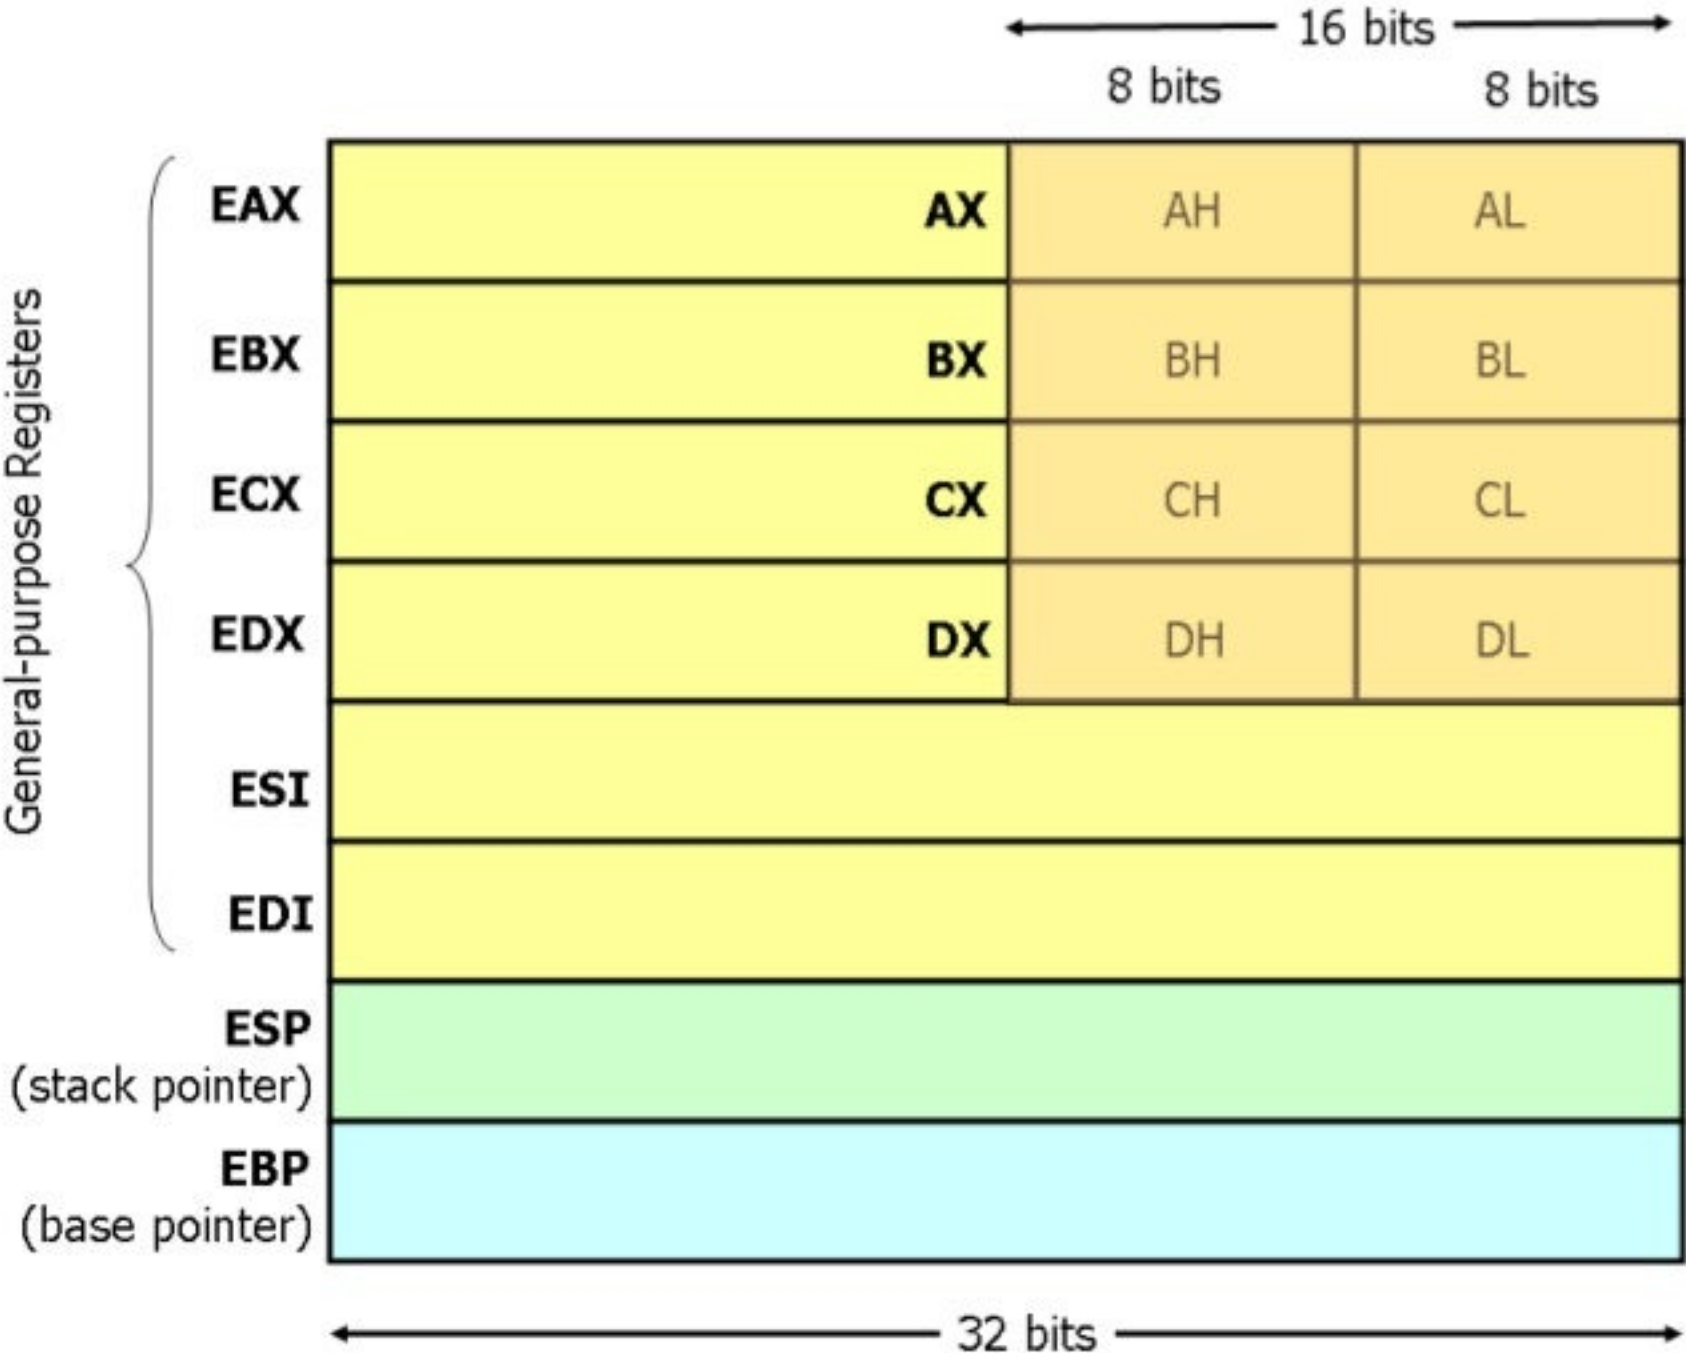 16 bits
8 bits 8 bits
General-purpose Registers
EAX AX AH AL
EBX BX BH BL
ECX CX CH CL
EDX DX DH DL
ESI
EDI
ESP
(stack pointer)
EBP
(base pointer)
32 bits